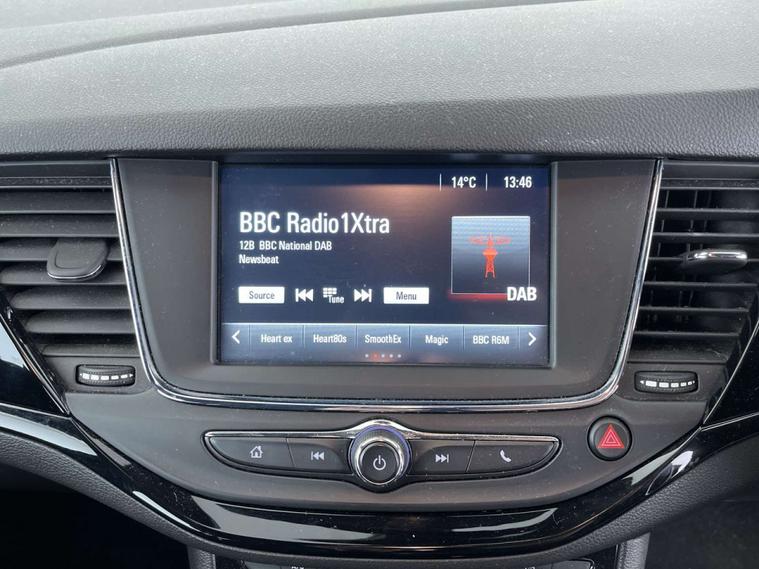 14°C 13:46
BBC Radio1Xtra
12B BBC National DAB
Newsbeat
Source Tune Menu DAB
Heart ex Heart80s SmoothEx Magic BBC R6M